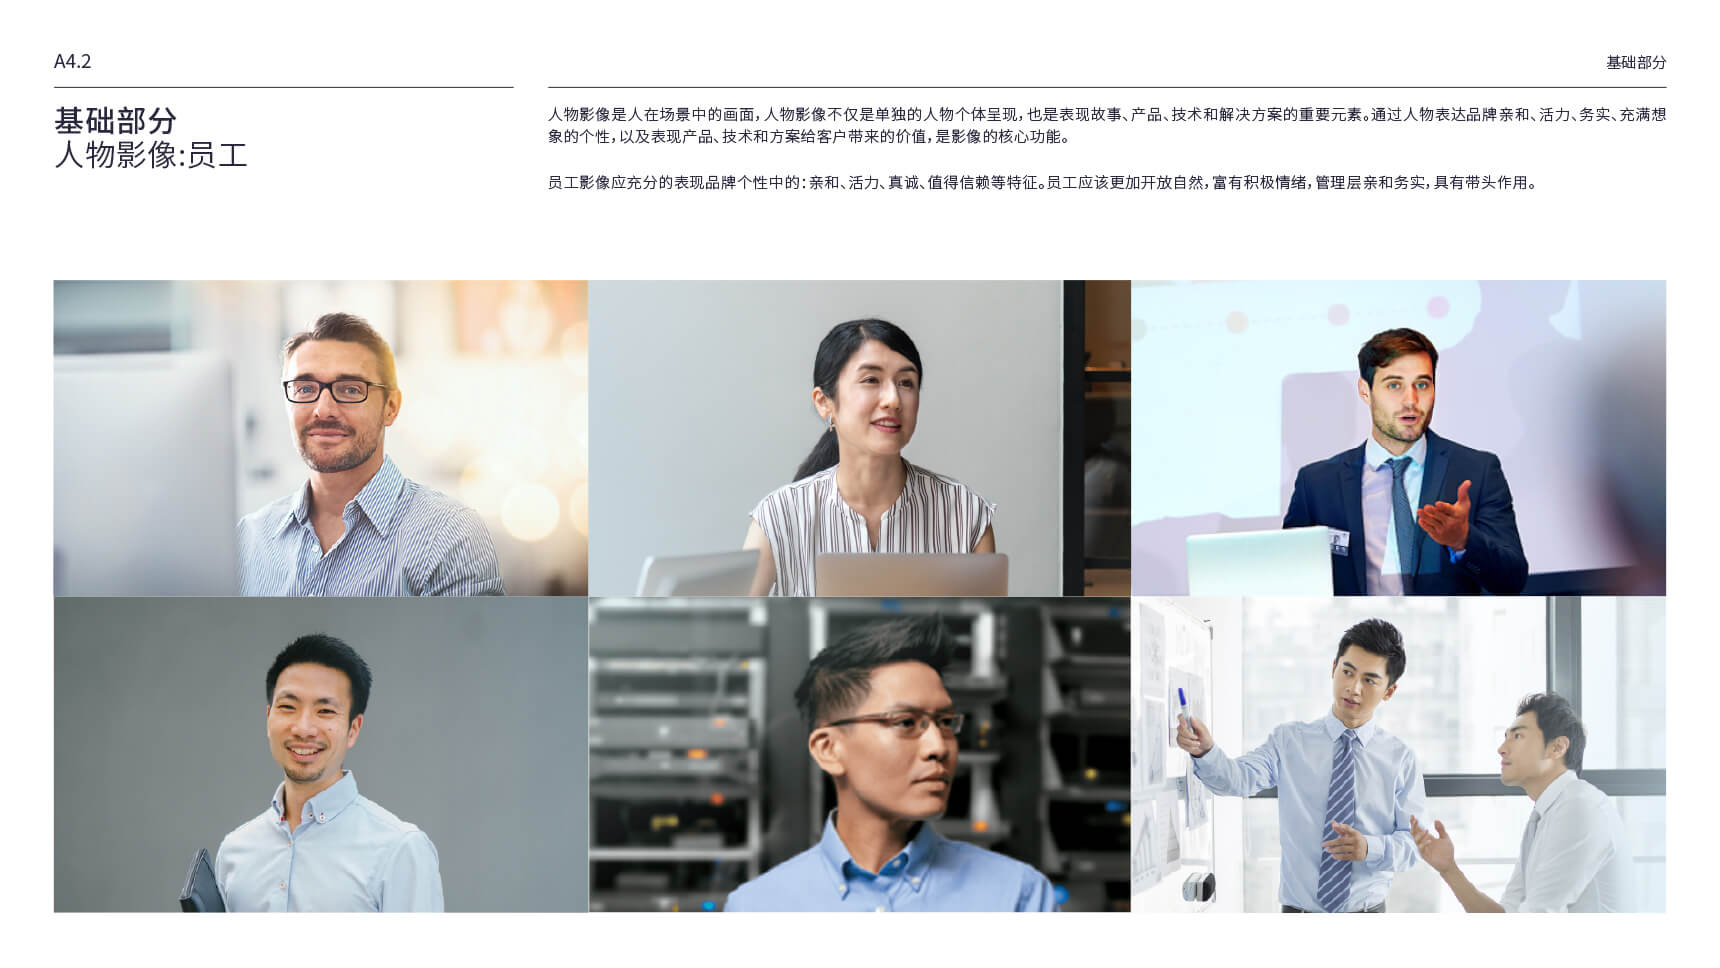 A4.2
基础部分
基础部分
人物影像:员工
人物影像是人在场景中的画面，人物影像不仅是单独的人物个体呈现，也是表现故事、产品、技术和解决方案的重要元素。通过人物表达品牌亲和、活力、务实、充满想
象的个性，以及表现产品、技术和方案给客户带来的价值，是影像的核心功能。
员工影像应充分的表现品牌个性中的：亲和、活力、真诚、值得信赖等特征。员工应该更加开放自然，富有积极情绪，管理层亲和务实，具有带头作用。